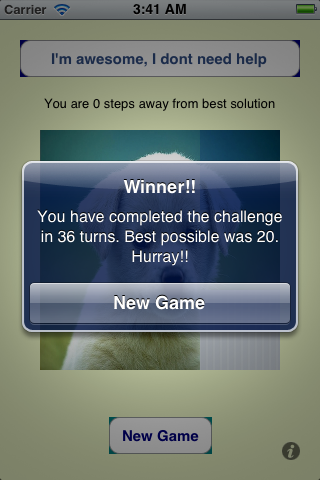 Carrier 3:41 AM
I'm awesome, I dont need help
You are 0 steps away from best solution
Winner!!
You have completed the challenge
in 36 turns. Best possible was 20.
Hurray!!
New Game
New Game
i